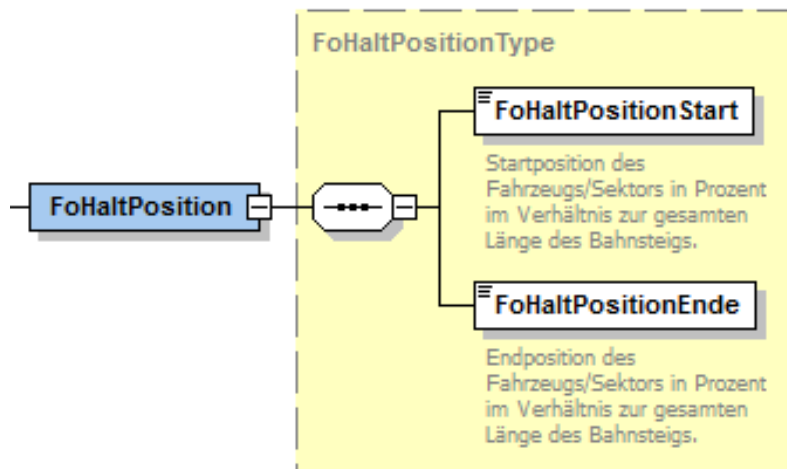 FoHaltPositionType
FoHaltPositionStart
Startposition des
Fahrzeugs/Sektors in Prozent
im Verhältnis zur gesamten
Länge des Bahnsteigs.
FoHaltPosition
FoHaltPositionEnde
Endposition des
Fahrzeugs/Sektors in Prozent
im Verhältnis zur gesamten
Länge des Bahnsteigs.